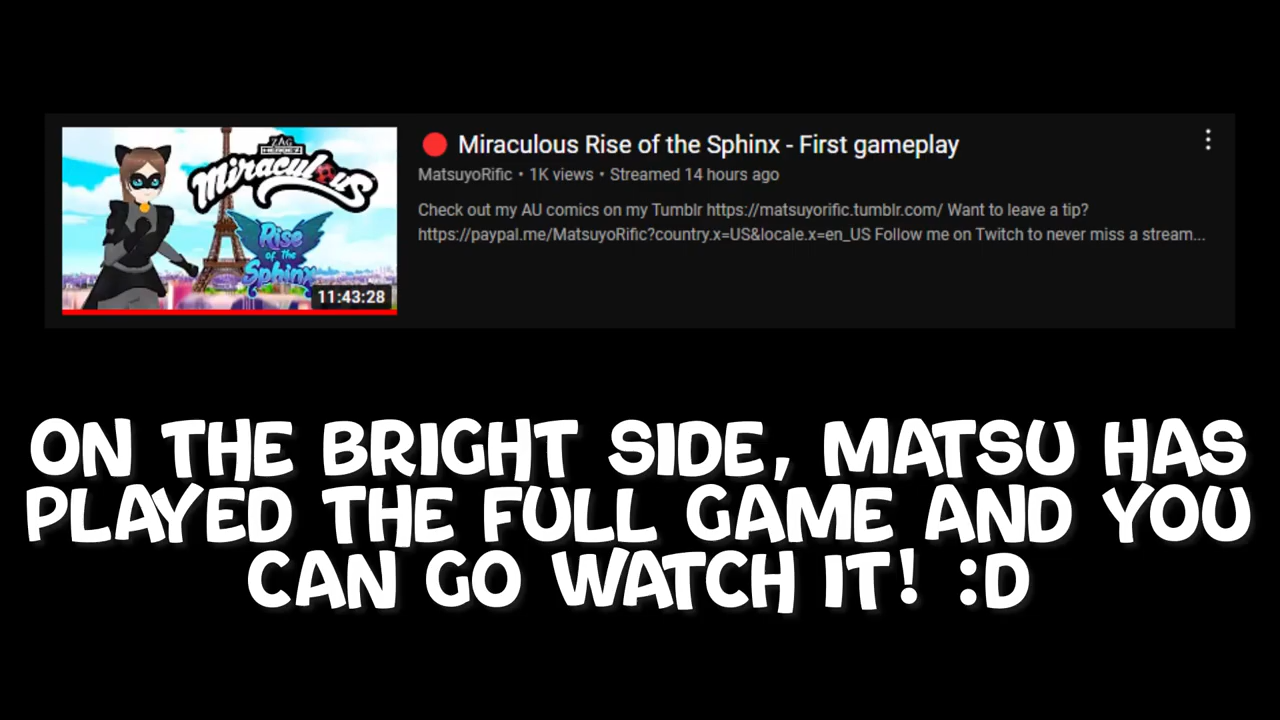 ZAG
HEROEZ
Miraculous
Rise
of the
Sphinx
11:43:28
Miraculous Rise of the Sphinx - First gameplay
MatsuyoRific • 1K views • Streamed 14 hours ago
Check out my AU comics on my Tumblr https://matsuyorific.tumblr.com/ Want to leave a tip?
https://paypal.me/MatsuyoRific?country.x=US&locale.x=en_US Follow me on Twitch to never miss a stream...
ON THE BRIGHT SIDE, MATSU HAS
PLAYED THE FULL GAME AND YOU
CAN GO WATCH IT! :D